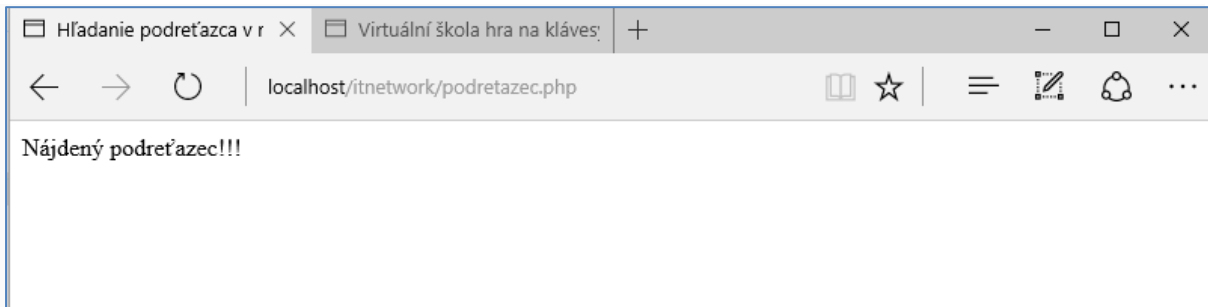 Hľadanie podreťazca v r
Virtuální škola hra na kláves
localhost/itnetwork/podretazec.php
Nájdený podreťazec!!!